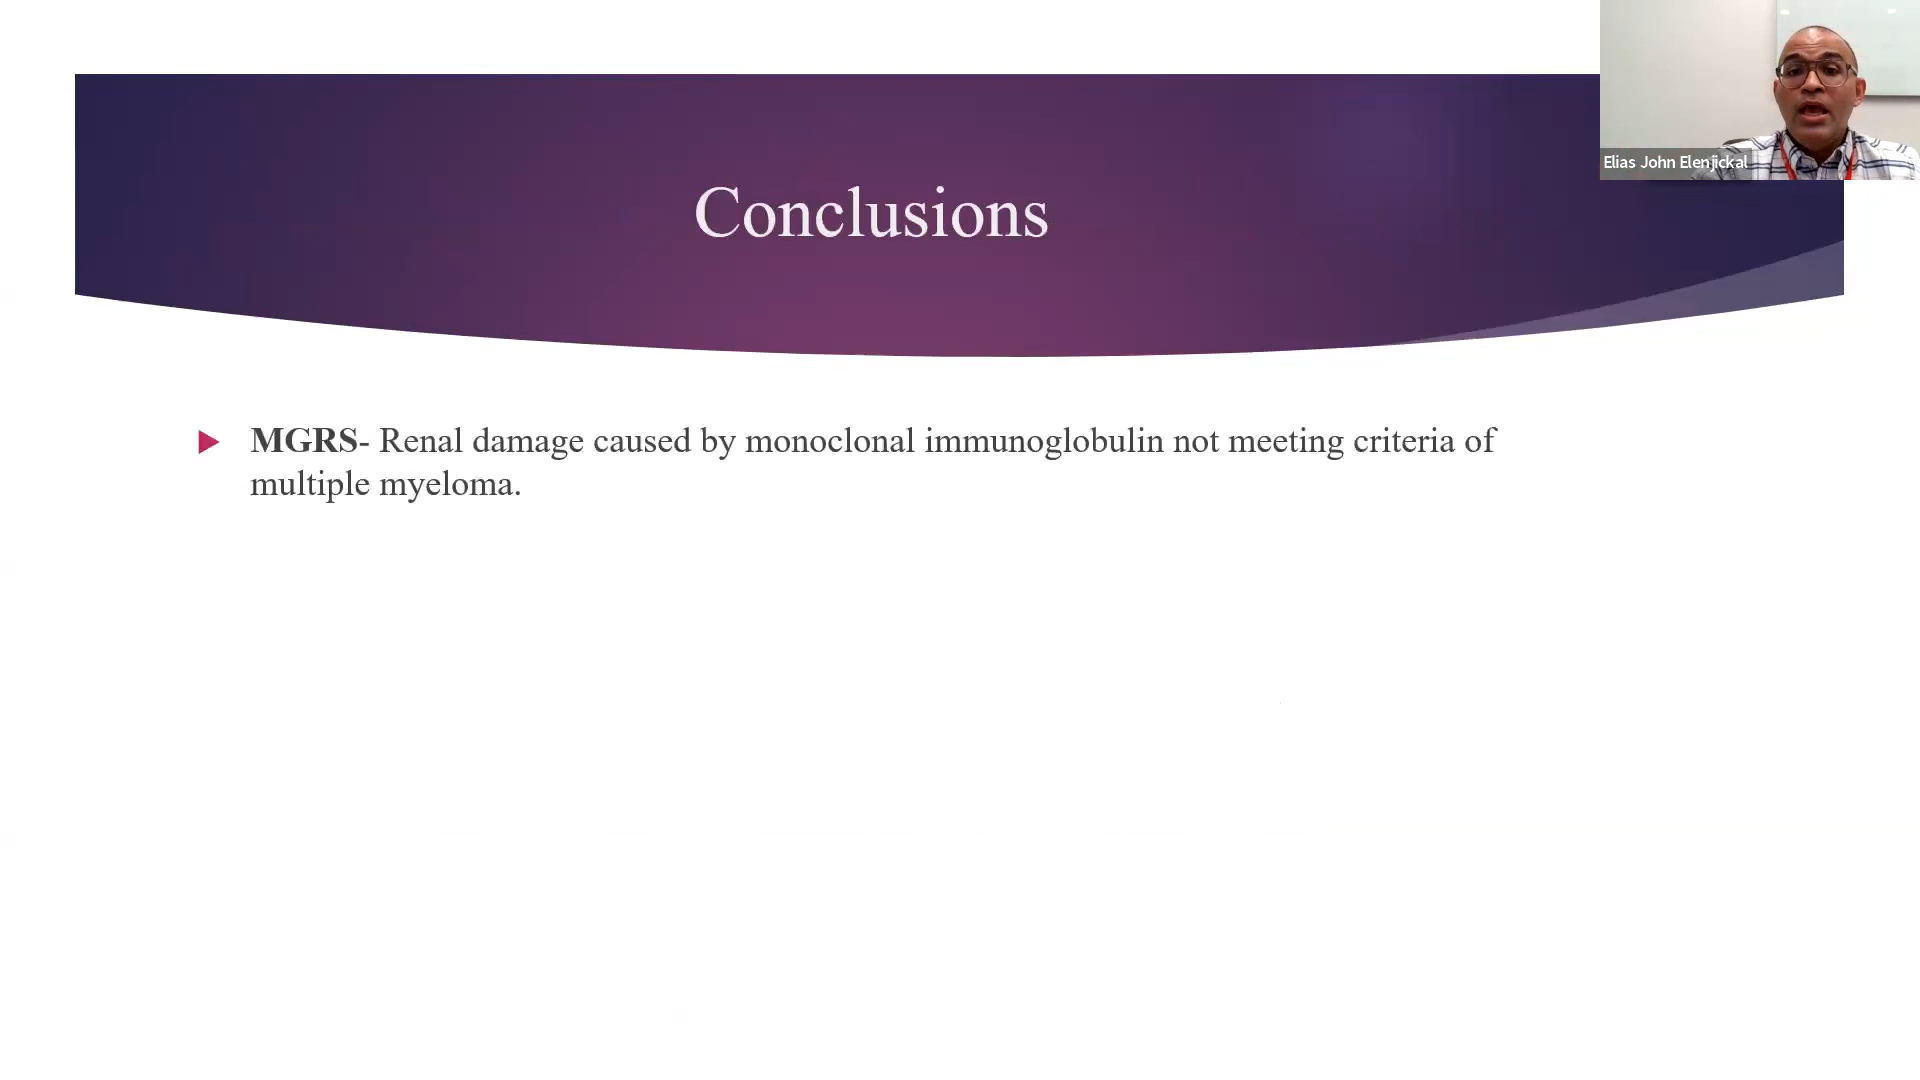 Elias John Elenjickal
Conclusions
MGRS- Renal damage caused by monoclonal immunoglobulin not meeting criteria of
multiple myeloma.